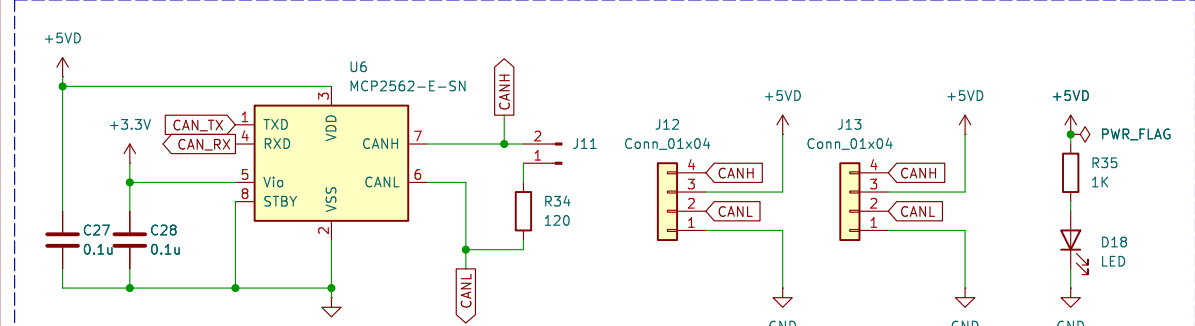 +5VD
U6
MCP2562-E-SN
3
VDD
CAN_TX
1
TXD
CAN_RX
4
RXD
+3.3V
5
Vio
8
STBY
VSS
2
CANH
7
CANL
6
C27
0.1u
C28
0.1u
CANH
2
1
J11
R34
120
CANL
J12
Conn_01x04
4
CANH
3
2
CANL
1
+5VD
GND
J13
Conn_01x04
4
CANH
3
2
CANL
1
+5VD
GND
+5VD
PWR_FLAG
R35
1K
D18
LED
GND